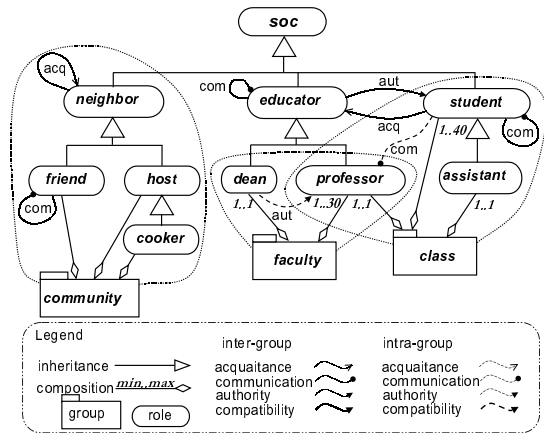 soc
acq
neighbor
com
educator
aut
acq
student
com
com
1..40
friend
host
dean
professor
assistant
com
1..1
aut
1..30
1..1
1..1
cooker
faculty
class
community
Legend
inheritance
composition
min,,max
group
role
inter-group
acquaitance
communication
authority
compatibility
intra-group
acquaitance
communication
authority
compatibility